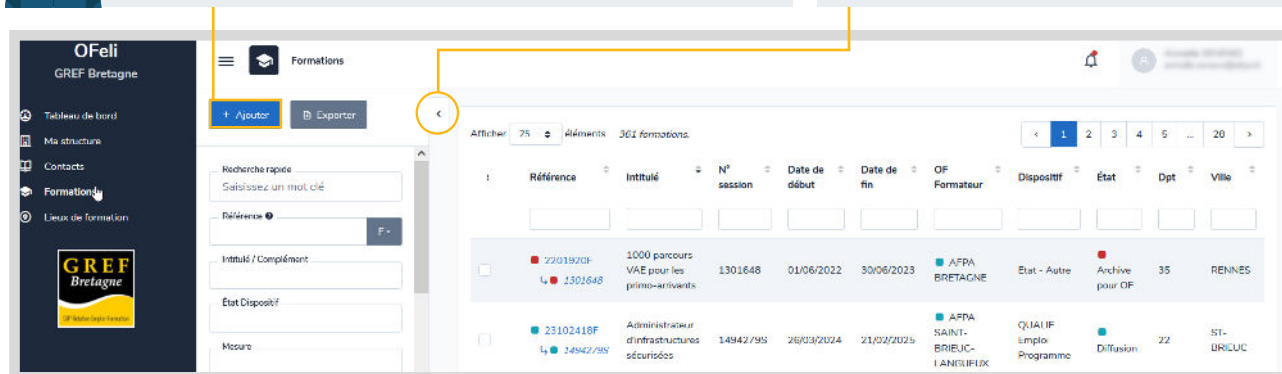 OFeli
GREF Bretagne
Tableau de bord
Ma structure
Contacts
Formations
Lieux de formation
GREF
Bretagne
Formations
+ Ajouter
Exporter
Recherche rapide
Saisissez un mot clé
Référence
F-
Intitulé / Complément
État Dispositif
Mesure
Afficher 25 éléments 361 formations.
‹ 1 2 3 4 5 ... 20 ›
Référence Intitulé N° session Date de début Date de fin OF Formateur Dispositif État Dpt Ville
2201920F
1301648
1000 parcours
VAE pour les
primo-arrivants
1301648
01/06/2022
30/06/2023
AFPA
BRETAGNE
Etat - Autre
Archive
pour OF
35
RENNES
23102418F
1494279S
Administrateur
d'infrastructures
sécurisées
1494279S
26/03/2024
21/02/2025
AFPA
SAINT-
BRIEUC-
LANGUEUX
QUALIF
Emploi
Programme
Diffusion
22
ST-
BRIEUC